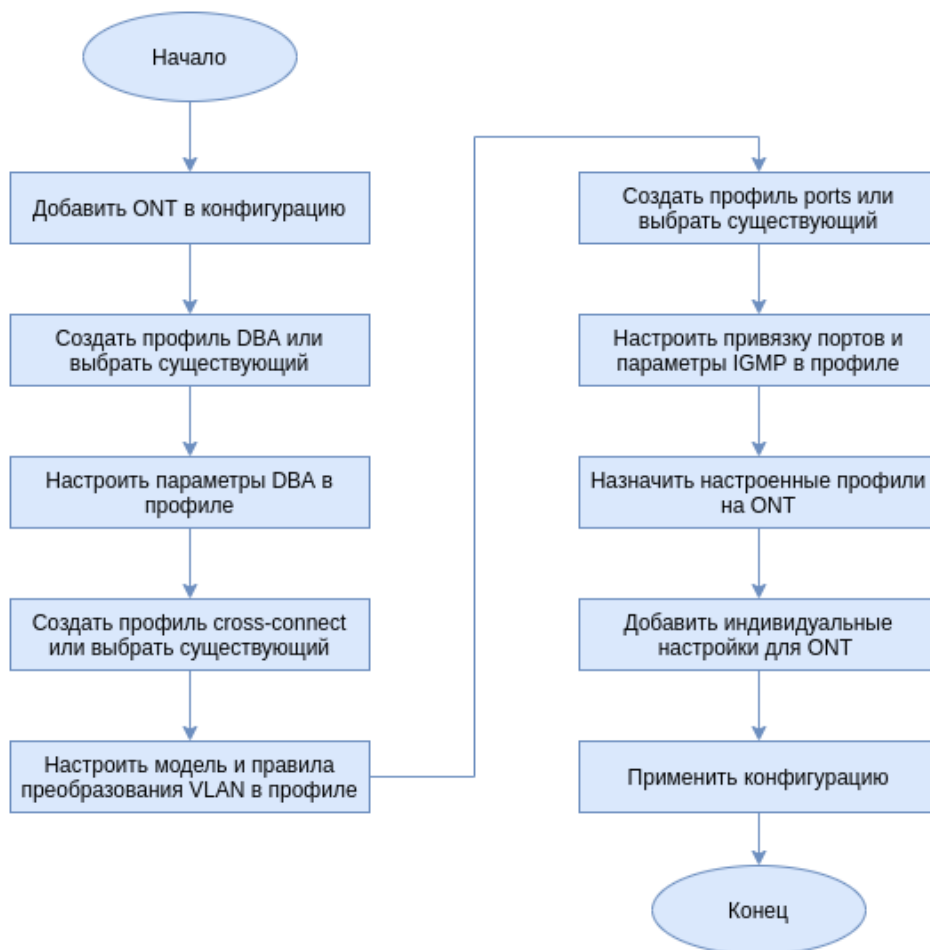 Начало
Добавить ONT в конфигурацию
Создать профиль DBA или
выбрать существующий
Настроить параметры DBA в
профиле
Создать профиль cross-connect
или выбрать существующий
Настроить модель и правила
преобразования VLAN в профиле
Создать профиль ports или
выбрать существующий
Настроить привязку портов и
параметры IGMP в профиле
Назначить настроенные профили
на ONT
Добавить индивидуальные
настройки для ONT
Применить конфигурацию
Конец